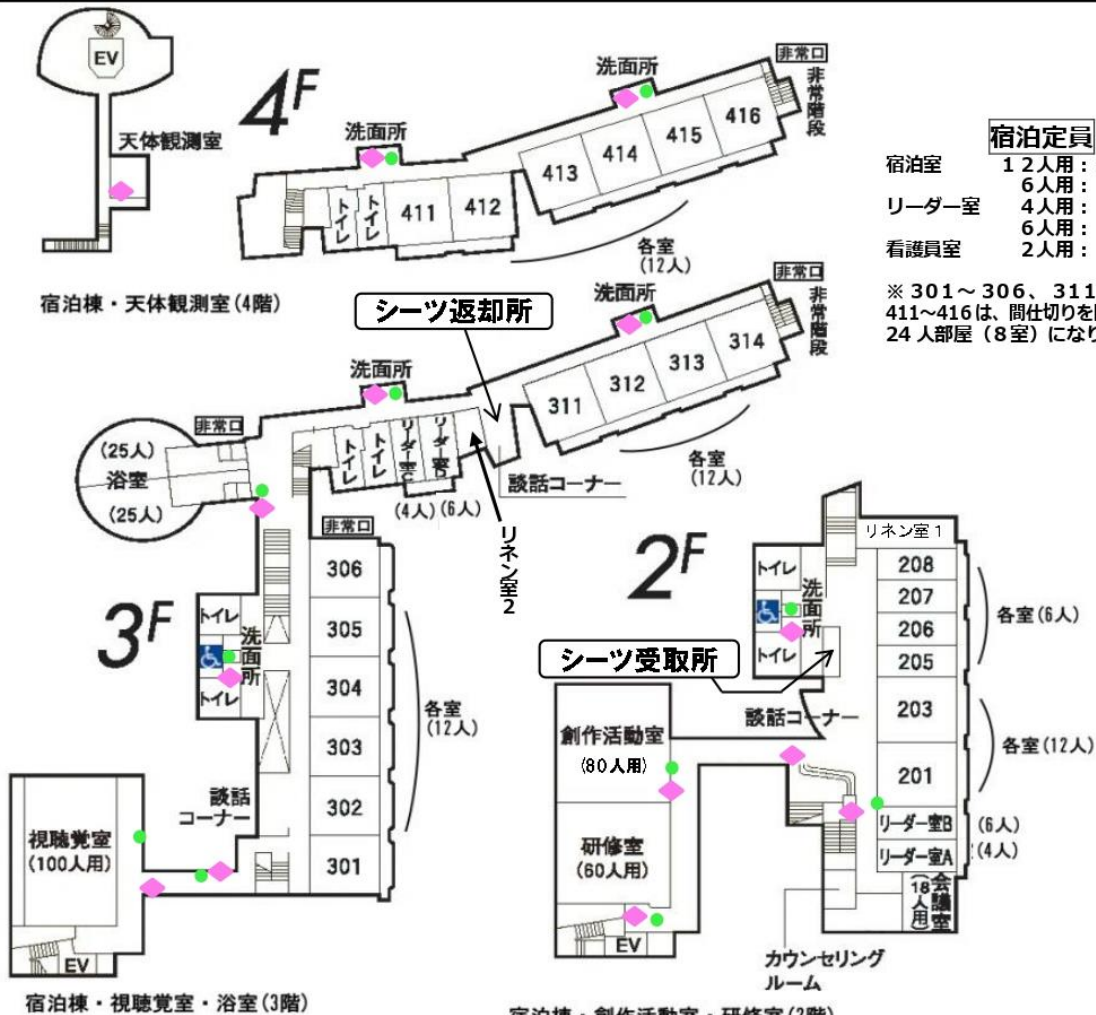 EV
天体観測室
4F
洗面所
洗面所
非常口
非常階段
トイレ
トイレ
411
412
413
414
415
416
各室
(12人)
宿泊棟・天体観測室(4階)
宿泊定員
宿泊室 12人用：
6人用：
リーダー室 4人用：
6人用：
看護員室 2人用：
※301～306、311
411～416は、間仕切りを
24人部屋（8室）になり
シーツ返却所
洗面所
洗面所
非常口
非常階段
非常口
(25人)
浴室
(25人)
トイレ
トイレ
リーダー室C
リーダー室D
(4人)
(6人)
リネン室2
談話コーナー
311
312
313
314
各室
(12人)
3F
非常口
306
305
304
303
302
301
各室
(12人)
トイレ
洗面所
トイレ
談話
コーナー
視聴覚室
(100人用)
EV
宿泊棟・視聴覚室・浴室(3階)
2F
リネン室1
トイレ
洗面所
トイレ
208
207
206
205
各室(6人)
シーツ受取所
談話コーナー
203
201
各室(12人)
リーダー室B
(6人)
リーダー室A
(4人)
会議室
(18人用)
創作活動室
(80人用)
研修室
(60人用)
EV
カウンセリング
ルーム
宿泊棟・創作活動室・研修室(2階)